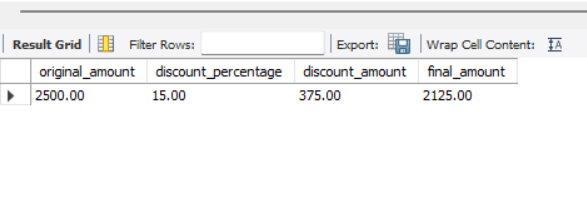 Result Grid Filter Rows: Export: Wrap Cell Content: IA
original_amount discount_percentage discount_amount final_amount
2500.00 15.00 375.00 2125.00